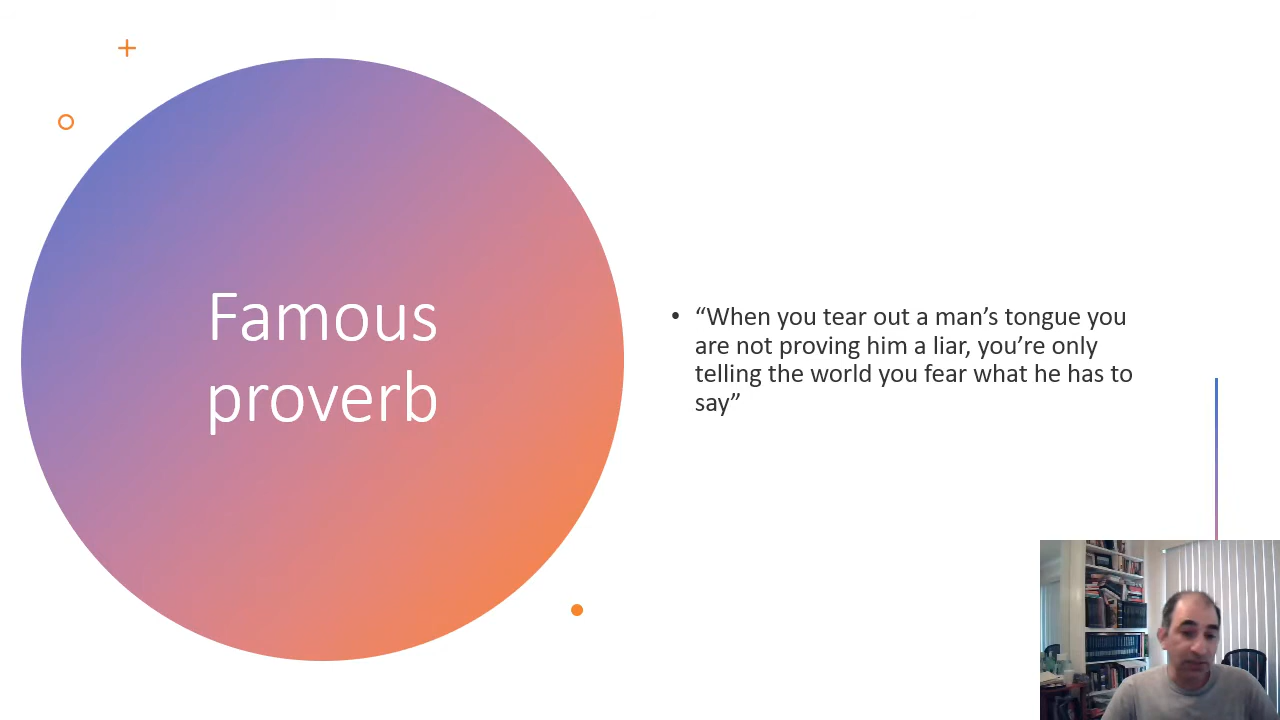 Famous
proverb
• “When you tear out a man’s tongue you
are not proving him a liar, you’re only
telling the world you fear what he has to
say”